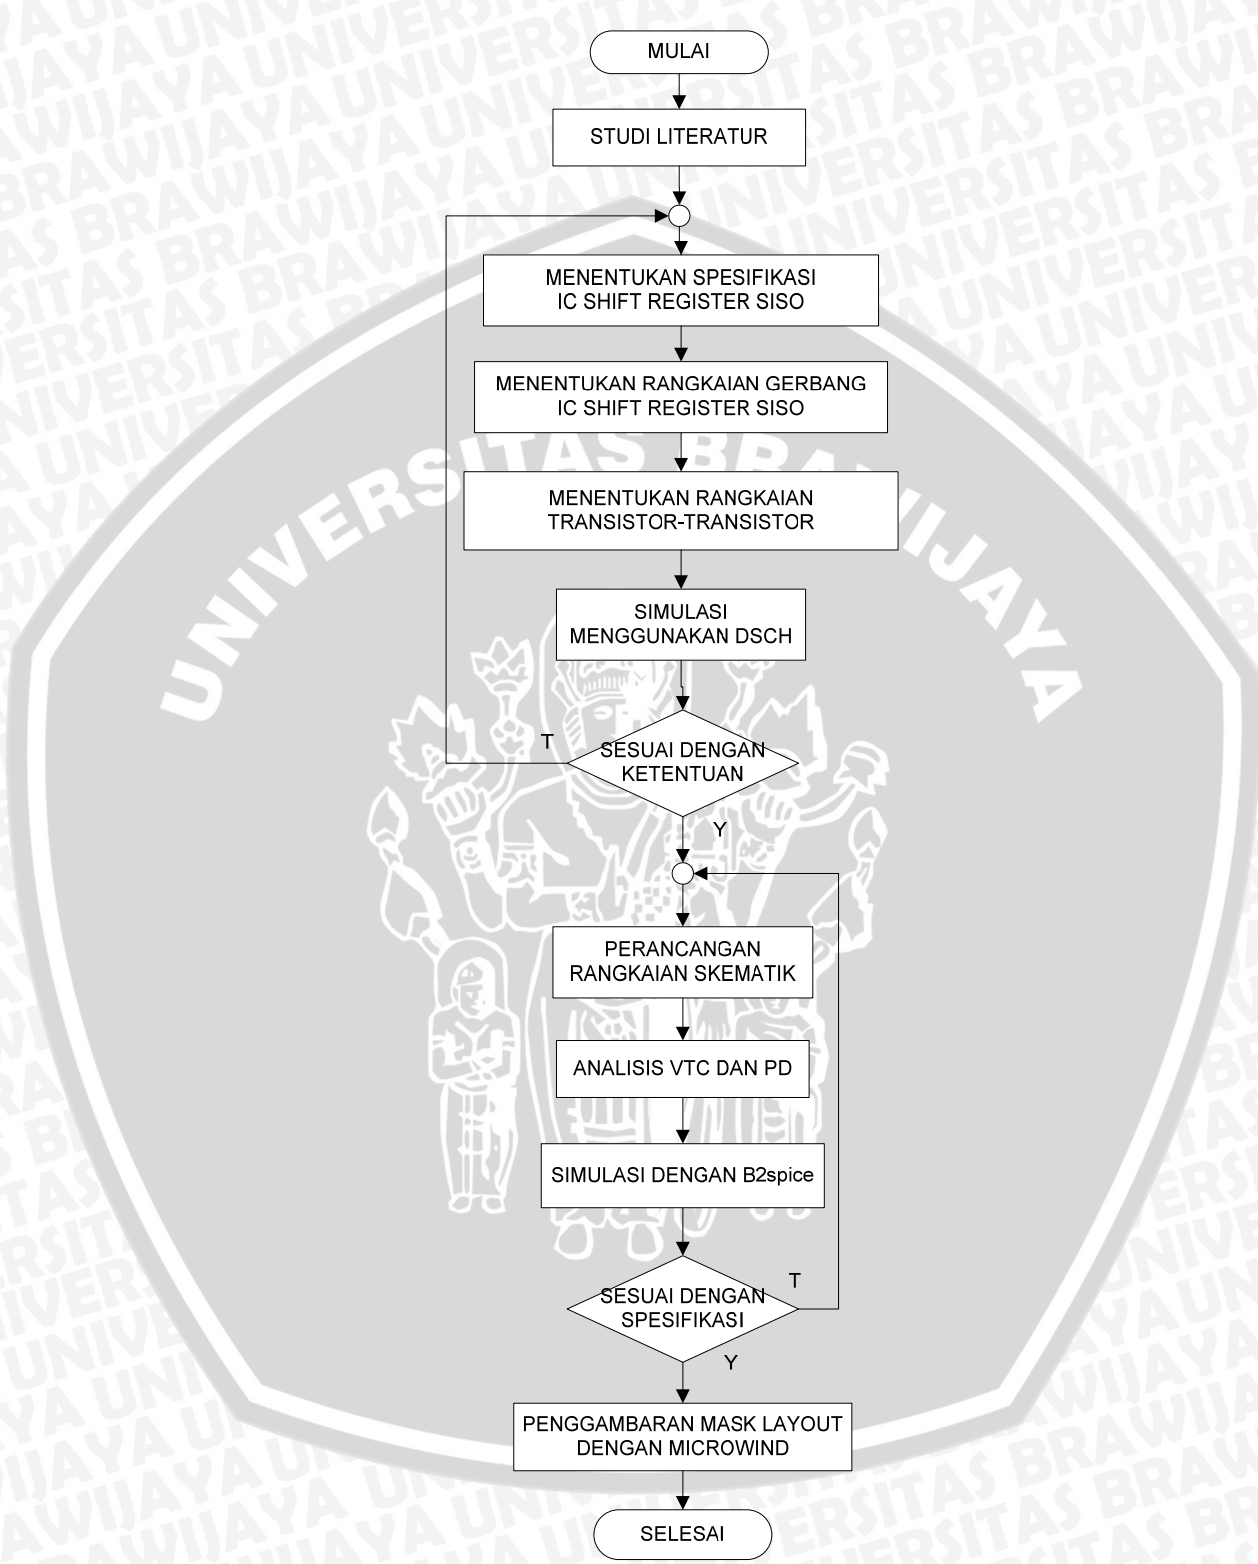 MULAI
STUDI LITERATUR
MENENTUKAN SPESIFIKASI
IC SHIFT REGISTER SISO
MENENTUKAN RANGKAIAN GERBANG
IC SHIFT REGISTER SISO
UNIVERSITAS BRAWIJAYA
MENENTUKAN RANGKAIAN
TRANSISTOR-TRANSISTOR
SIMULASI
MENGGUNAKAN DSCH
T
SESUAI DENGAN
KETENTUAN
Y
PERANCANGAN
RANGKAIAN SKEMATIK
ANALISIS VTC DAN PD
SIMULASI DENGAN B2spice
T
SESUAI DENGAN
SPESIFIKASI
Y
PENGGAMBARAN MASK LAYOUT
DENGAN MICROWIND
SELESAI